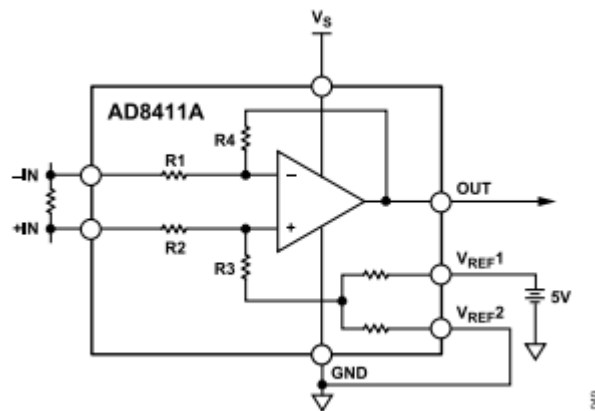 VS
AD8411A
R4
R1
–IN
OUT
+IN
R2
R3
VREF1
5V
VREF2
GND